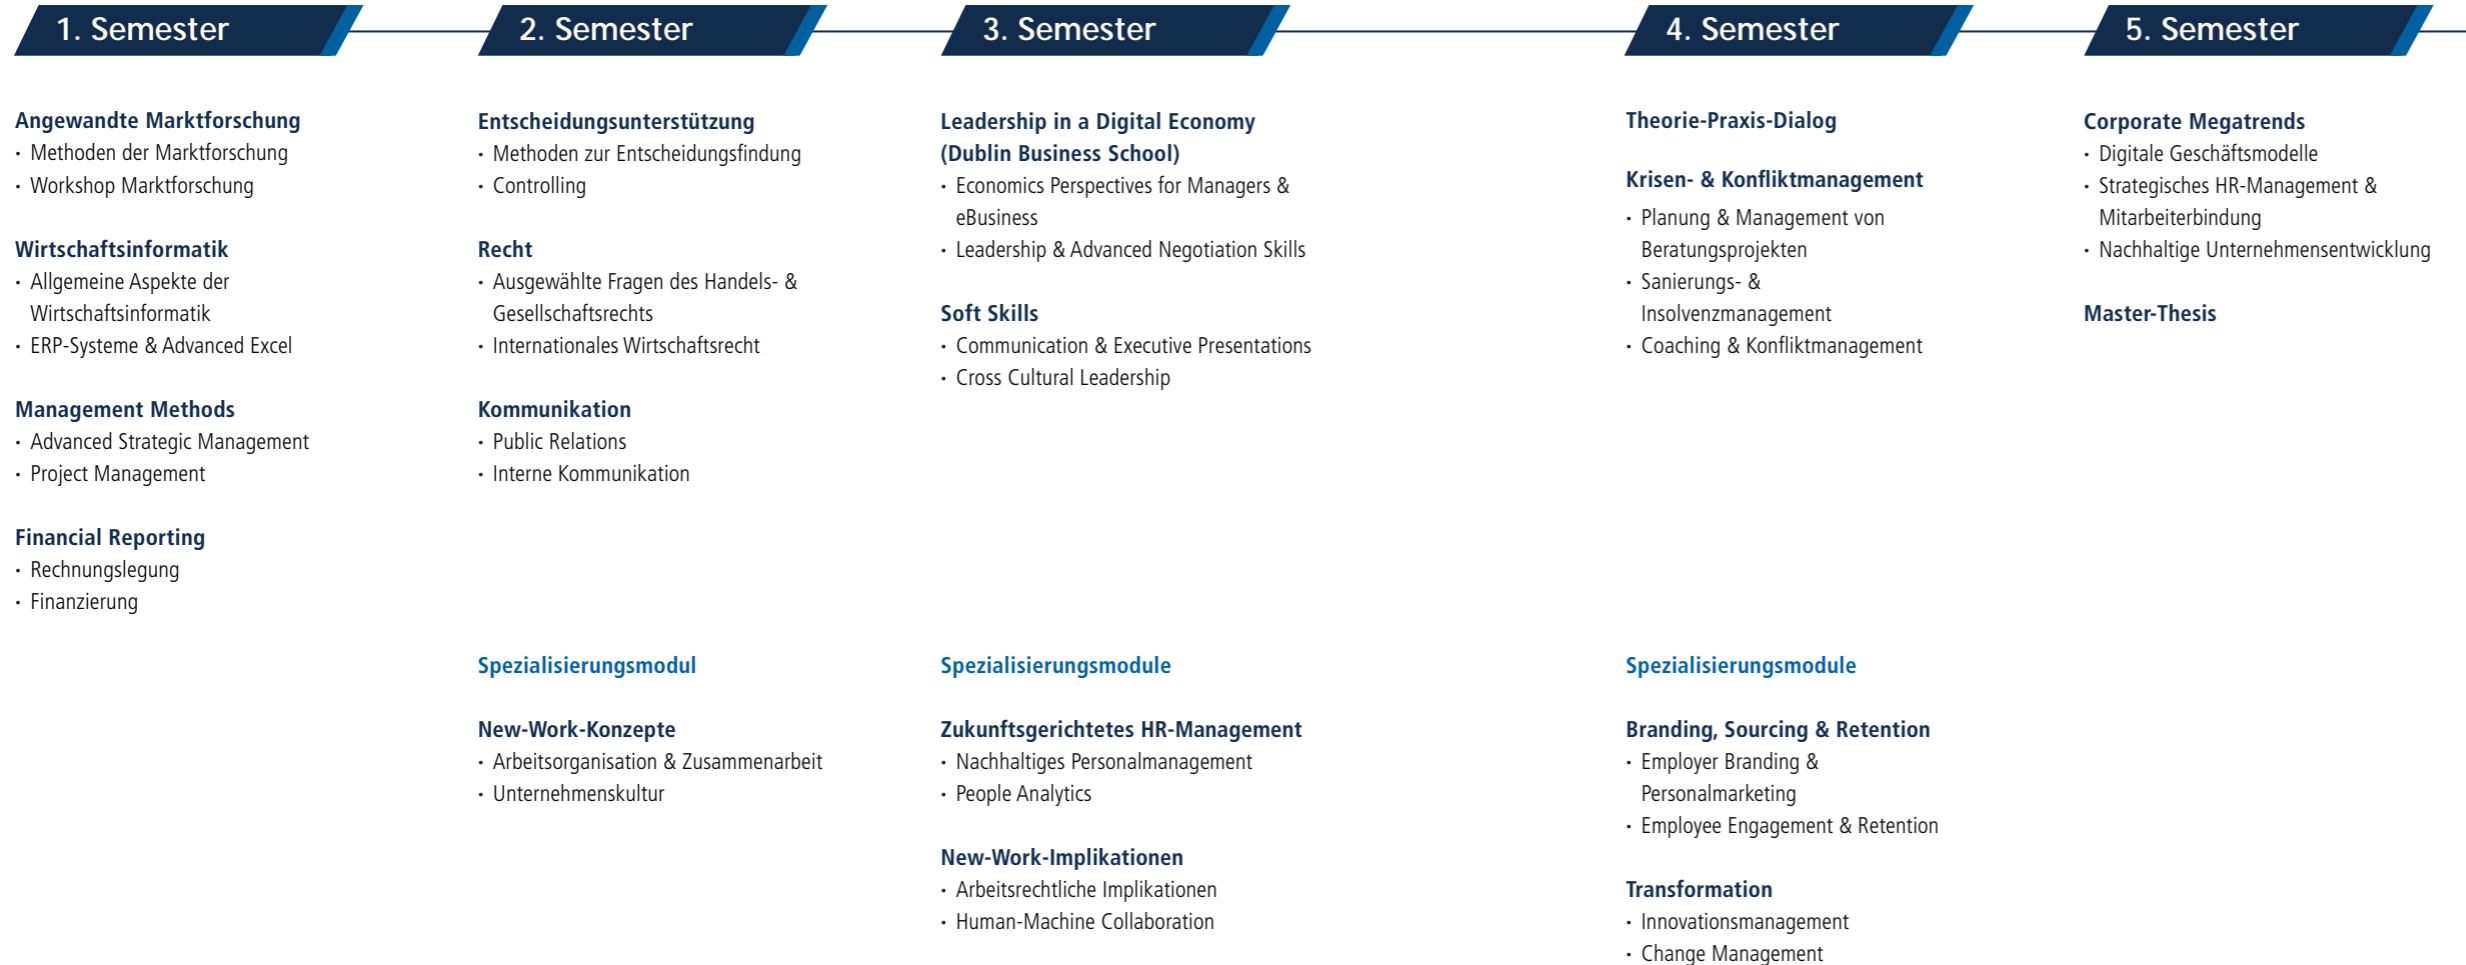 1. Semester
Angewandte Marktforschung
· Methoden der Marktforschung
· Workshop Marktforschung
Wirtschaftsinformatik
· Allgemeine Aspekte der
Wirtschaftsinformatik
· ERP-Systeme & Advanced Excel
Management Methods
· Advanced Strategic Management
· Project Management
Financial Reporting
· Rechnungslegung
· Finanzierung
2. Semester
Entscheidungsunterstützung
· Methoden zur Entscheidungsfindung
· Controlling
Recht
· Ausgewählte Fragen des Handels- &
Gesellschaftsrechts
· Internationales Wirtschaftsrecht
Kommunikation
· Public Relations
· Interne Kommunikation
Spezialisierungsmodul
New-Work-Konzepte
· Arbeitsorganisation & Zusammenarbeit
· Unternehmenskultur
3. Semester
Leadership in a Digital Economy
(Dublin Business School)
· Economics Perspectives for Managers &
eBusiness
· Leadership & Advanced Negotiation Skills
Soft Skills
· Communication & Executive Presentations
· Cross Cultural Leadership
Spezialisierungsmodule
Zukunftsgerichtetes HR-Management
· Nachhaltiges Personalmanagement
· People Analytics
New-Work-Implikationen
· Arbeitsrechtliche Implikationen
· Human-Machine Collaboration
4. Semester
Theorie-Praxis-Dialog
Krisen- & Konfliktmanagement
· Planung & Management von
Beratungsprojekten
· Sanierungs- &
Insolvenzmanagement
· Coaching & Konfliktmanagement
Spezialisierungsmodule
Branding, Sourcing & Retention
· Employer Branding &
Personalmarketing
· Employee Engagement & Retention
Transformation
· Innovationsmanagement
· Change Management
5. Semester
Corporate Megatrends
· Digitale Geschäftsmodelle
· Strategisches HR-Management &
Mitarbeiterbindung
· Nachhaltige Unternehmensentwicklung
Master-Thesis